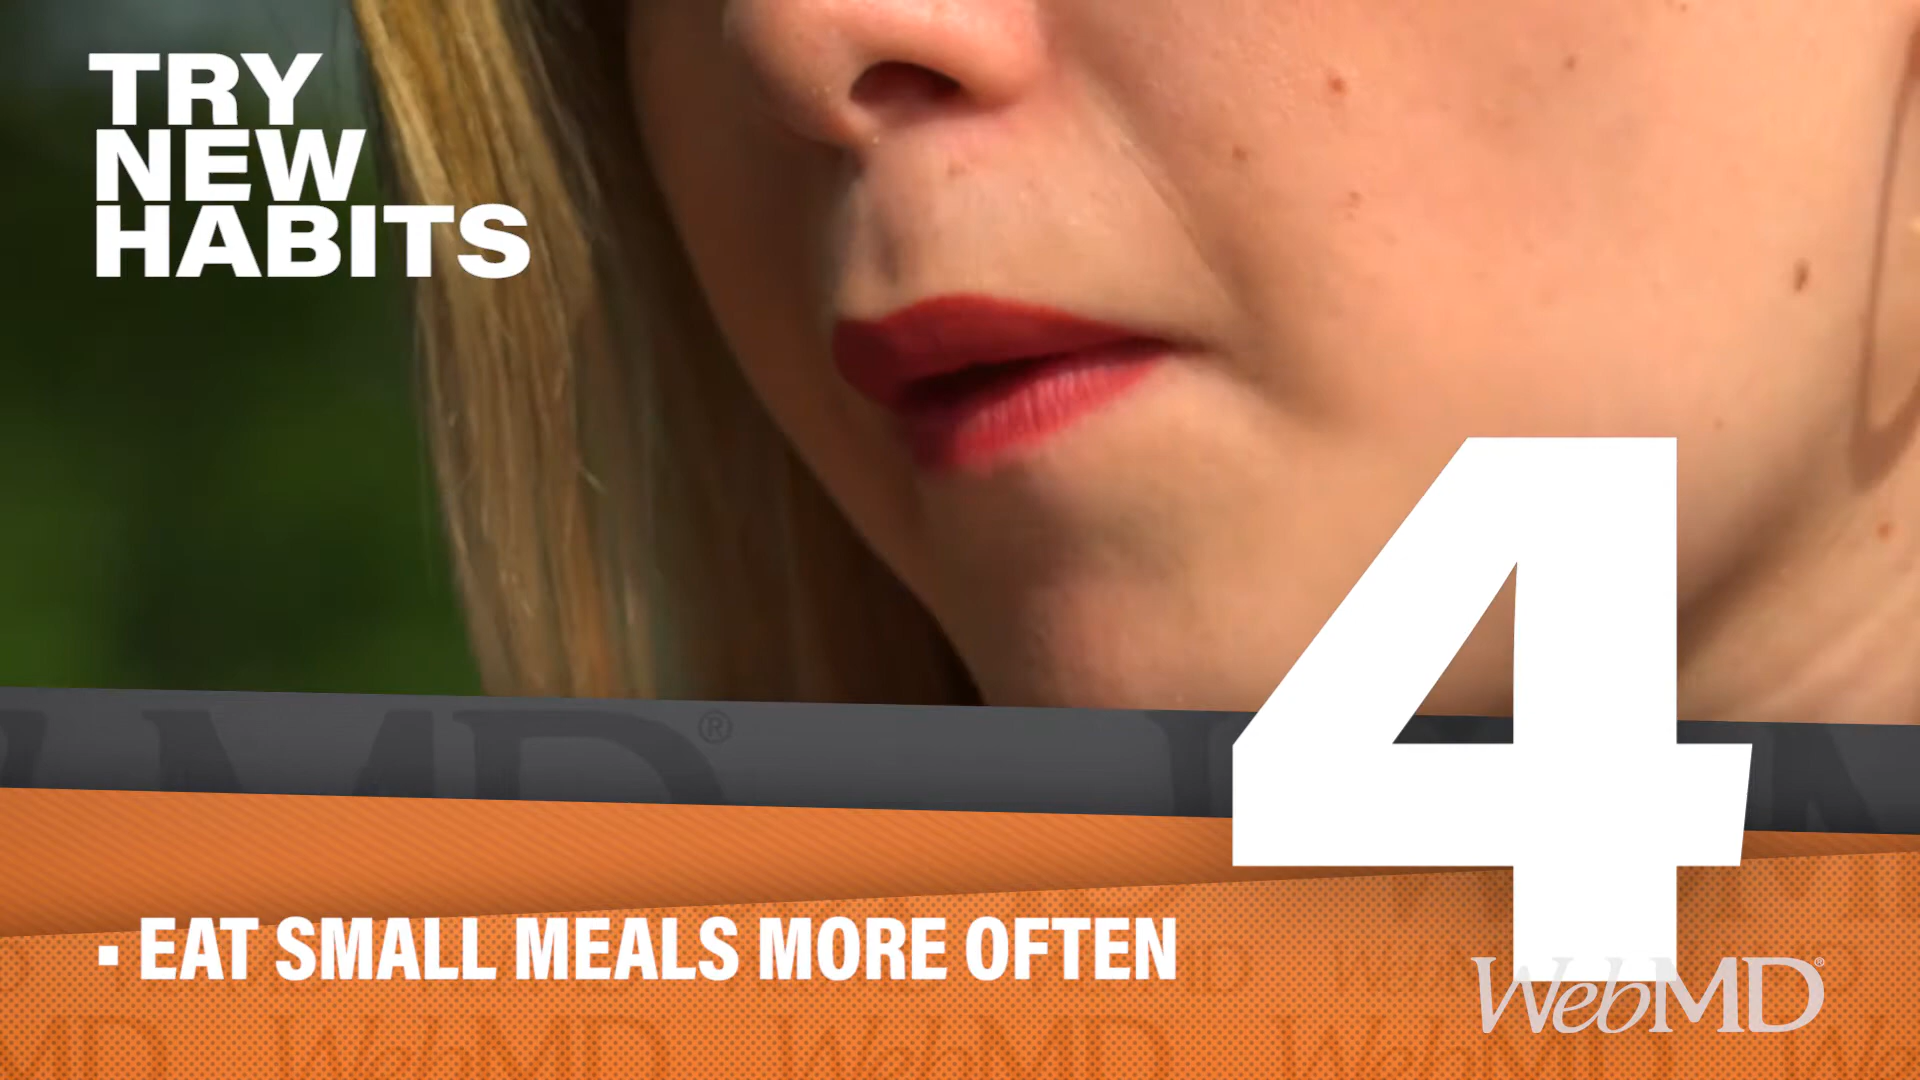 TRY
NEW
HABITS
4
▪ EAT SMALL MEALS MORE OFTEN
WebMD®